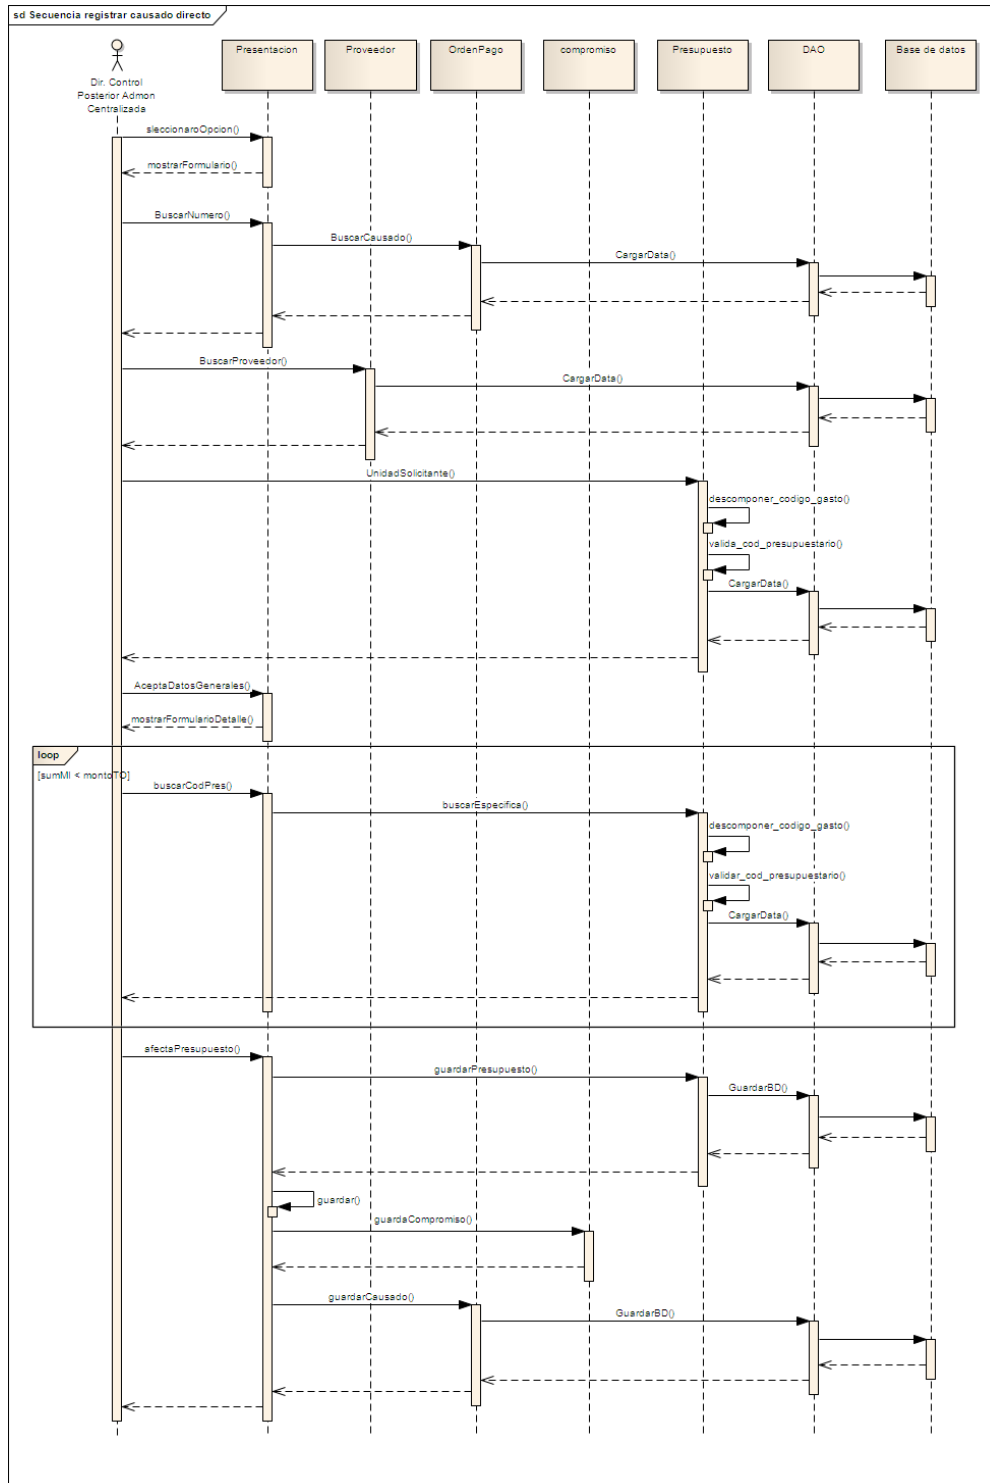 sd Secuencia registrar causado directo
Presentacion
Proveedor
OrdenPago
compromiso
Presupuesto
DAO
Base de datos
Dir. Control
Posterior Admon
Centralizada
sleccionaroOpcion()
mostrarFormulario()
BuscarNumero()
BuscarCausado()
CargarData()
BuscarProveedor()
CargarData()
UnidadSolicitante()
descomponer_codigo_gasto()
valida_cod_presupuestario()
CargarData()
AceptaDatosGenerales()
mostrarFormularioDetalle()
loop
[sumMI < montoTO]
buscarCodPres()
buscarEspecifica()
descomponer_codigo_gasto()
validar_cod_presupuestario()
CargarData()
afectaPresupuesto()
guardarPresupuesto()
GuardarBD()
guardar()
guardaCompromiso()
guardarCausado()
GuardarBD()